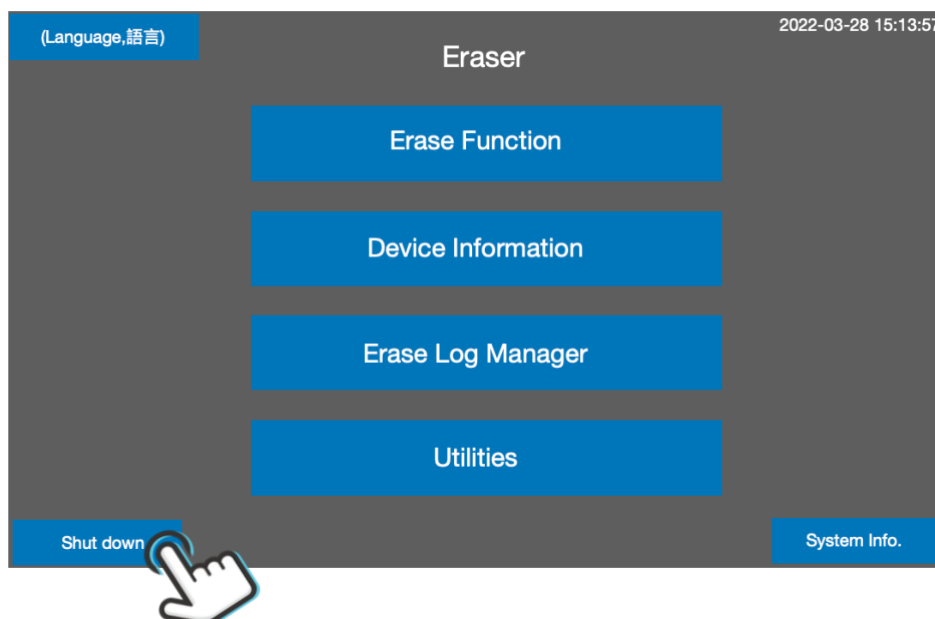 (Language,語言)
2022-03-28 15:13:57
Eraser
Erase Function
Device Information
Erase Log Manager
Utilities
Shut down
System Info.